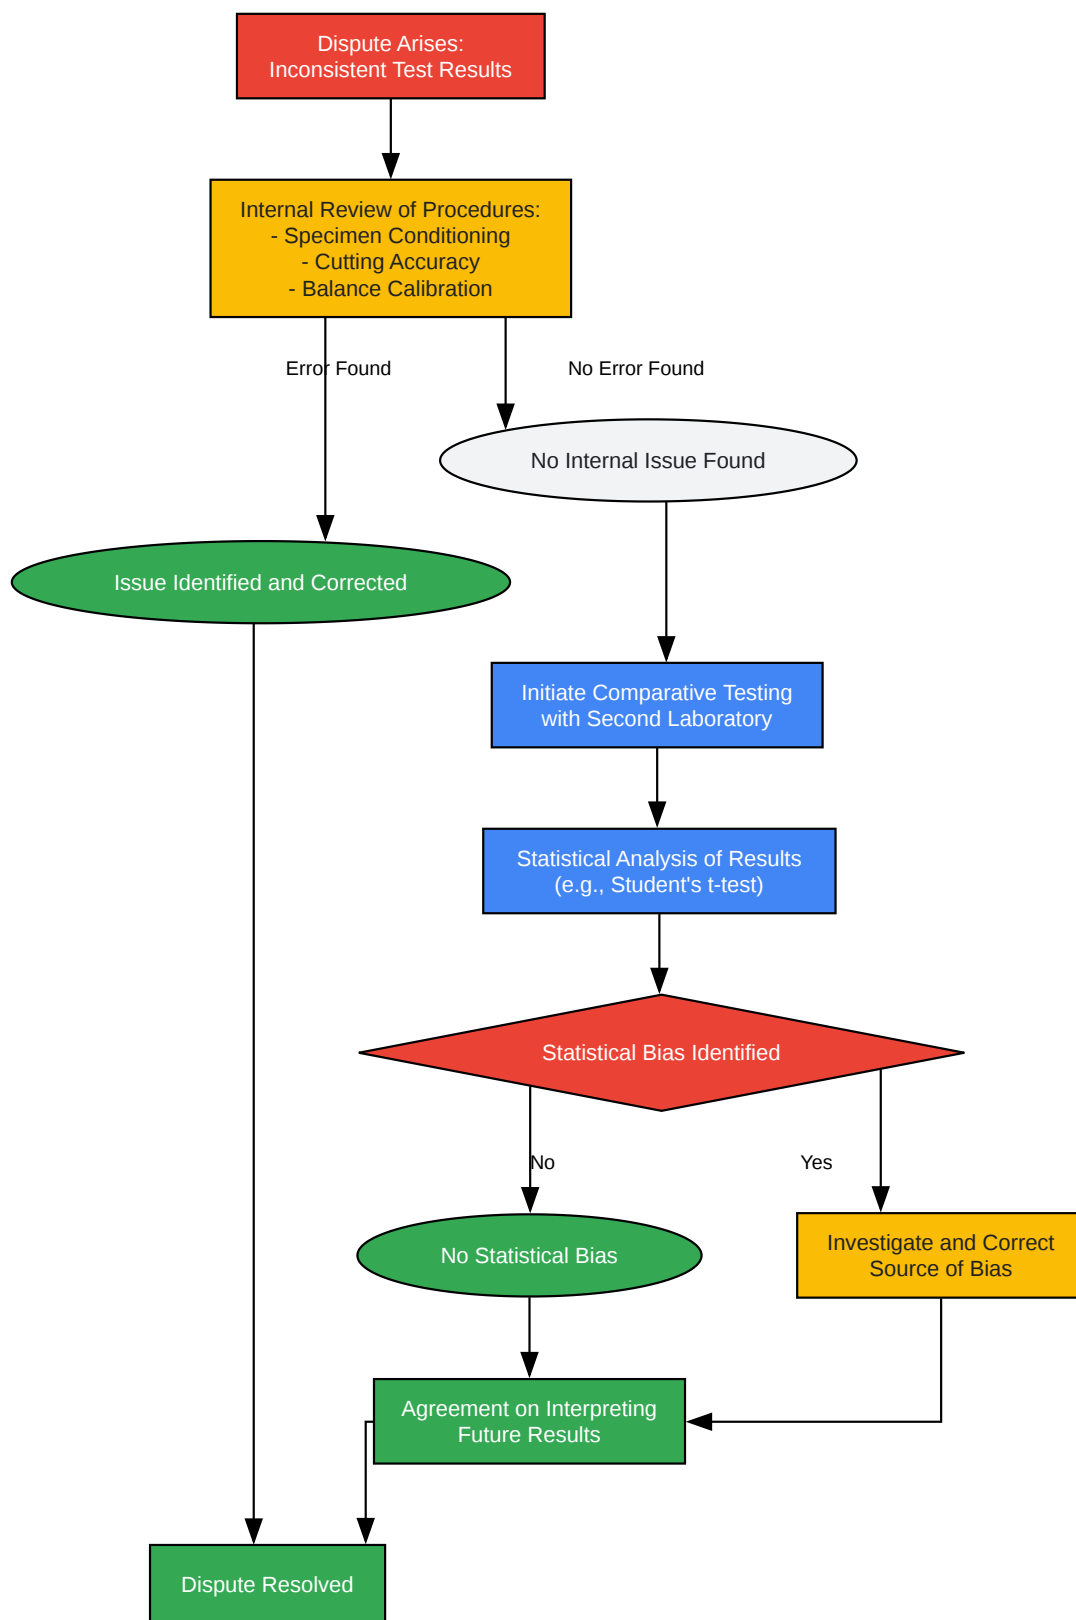 Dispute Arises:
Inconsistent Test Results
Internal Review of Procedures:
- Specimen Conditioning
- Cutting Accuracy
- Balance Calibration
Error Found
No Error Found
No Internal Issue Found
Issue Identified and Corrected
Initiate Comparative Testing
with Second Laboratory
Statistical Analysis of Results
(e.g., Student's t-test)
Statistical Bias Identified
No
Yes
No Statistical Bias
Investigate and Correct
Source of Bias
Agreement on Interpreting
Future Results
Dispute Resolved